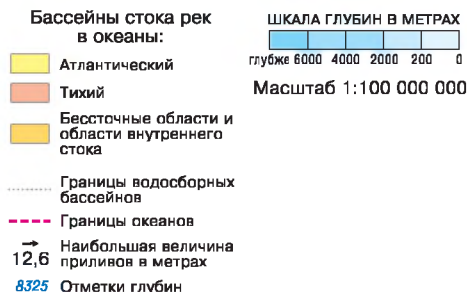 Бассейны стока рек
в океаны:
Атлантический
Тихий
Бессточные области и
области внутреннего
стока
Границы водосборных
бассейнов
Границы океанов
12,6 Наибольшая величина
приливов в метрах
8325 Отметки глубин
ШКАЛА ГЛУБИН В МЕТРАХ
глубже 6000 4000 2000 200 0
Масштаб 1:100 000 000